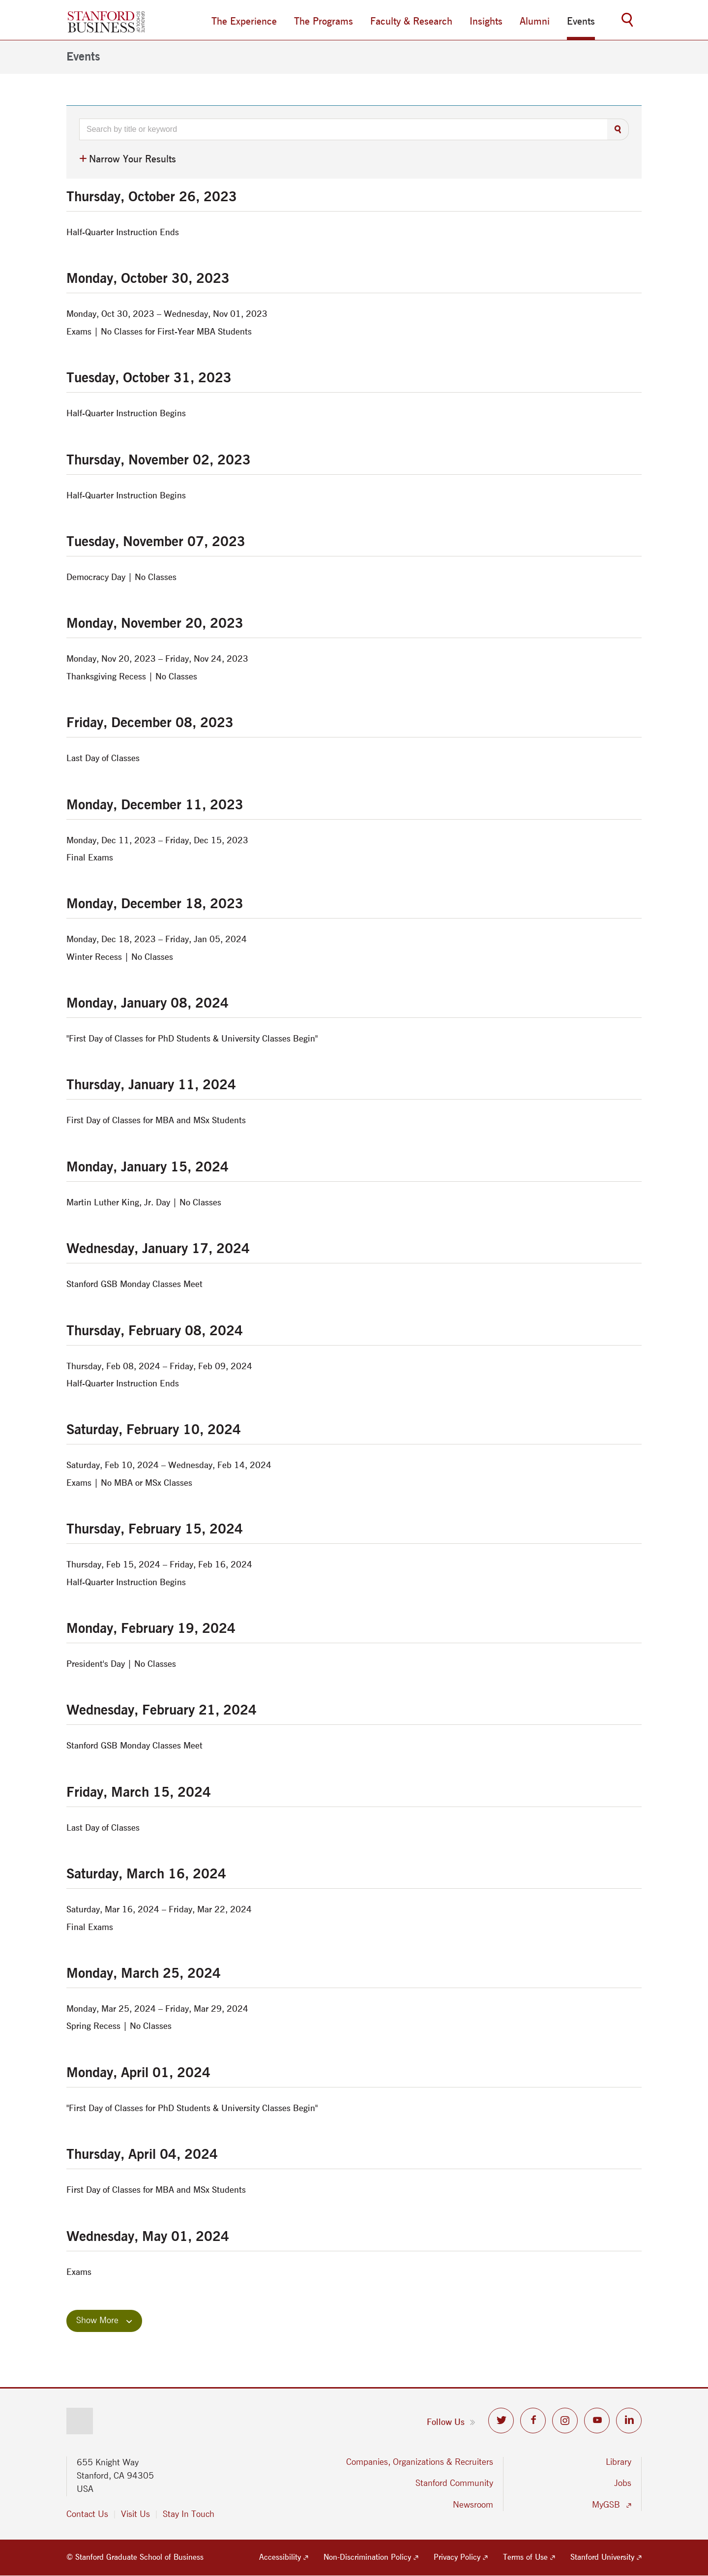 STANFORD
BUSINESS
The Experience The Programs Faculty & Research Insights Alumni Events
Events
Search by title or keyword
+ Narrow Your Results
Thursday, October 26, 2023
Half-Quarter Instruction Ends
Monday, October 30, 2023
Monday, Oct 30, 2023 – Wednesday, Nov 01, 2023
Exams | No Classes for First-Year MBA Students
Tuesday, October 31, 2023
Half-Quarter Instruction Begins
Thursday, November 02, 2023
Half-Quarter Instruction Begins
Tuesday, November 07, 2023
Democracy Day | No Classes
Monday, November 20, 2023
Monday, Nov 20, 2023 – Friday, Nov 24, 2023
Thanksgiving Recess | No Classes
Friday, December 08, 2023
Last Day of Classes
Monday, December 11, 2023
Monday, Dec 11, 2023 – Friday, Dec 15, 2023
Final Exams
Monday, December 18, 2023
Monday, Dec 18, 2023 – Friday, Jan 05, 2024
Winter Recess | No Classes
Monday, January 08, 2024
"First Day of Classes for PhD Students & University Classes Begin"
Thursday, January 11, 2024
First Day of Classes for MBA and MSx Students
Monday, January 15, 2024
Martin Luther King, Jr. Day | No Classes
Wednesday, January 17, 2024
Stanford GSB Monday Classes Meet
Thursday, February 08, 2024
Thursday, Feb 08, 2024 – Friday, Feb 09, 2024
Half-Quarter Instruction Ends
Saturday, February 10, 2024
Saturday, Feb 10, 2024 – Wednesday, Feb 14, 2024
Exams | No MBA or MSx Classes
Thursday, February 15, 2024
Thursday, Feb 15, 2024 – Friday, Feb 16, 2024
Half-Quarter Instruction Begins
Monday, February 19, 2024
President's Day | No Classes
Wednesday, February 21, 2024
Stanford GSB Monday Classes Meet
Friday, March 15, 2024
Last Day of Classes
Saturday, March 16, 2024
Saturday, Mar 16, 2024 – Friday, Mar 22, 2024
Final Exams
Monday, March 25, 2024
Monday, Mar 25, 2024 – Friday, Mar 29, 2024
Spring Recess | No Classes
Monday, April 01, 2024
"First Day of Classes for PhD Students & University Classes Begin"
Thursday, April 04, 2024
First Day of Classes for MBA and MSx Students
Wednesday, May 01, 2024
Exams
Show More
Follow Us
655 Knight Way
Stanford, CA 94305
USA
Contact Us Visit Us Stay In Touch
Companies, Organizations & Recruiters
Stanford Community
Newsroom
Library
Jobs
MyGSB
© Stanford Graduate School of Business Accessibility Non-Discrimination Policy Privacy Policy Terms of Use Stanford University